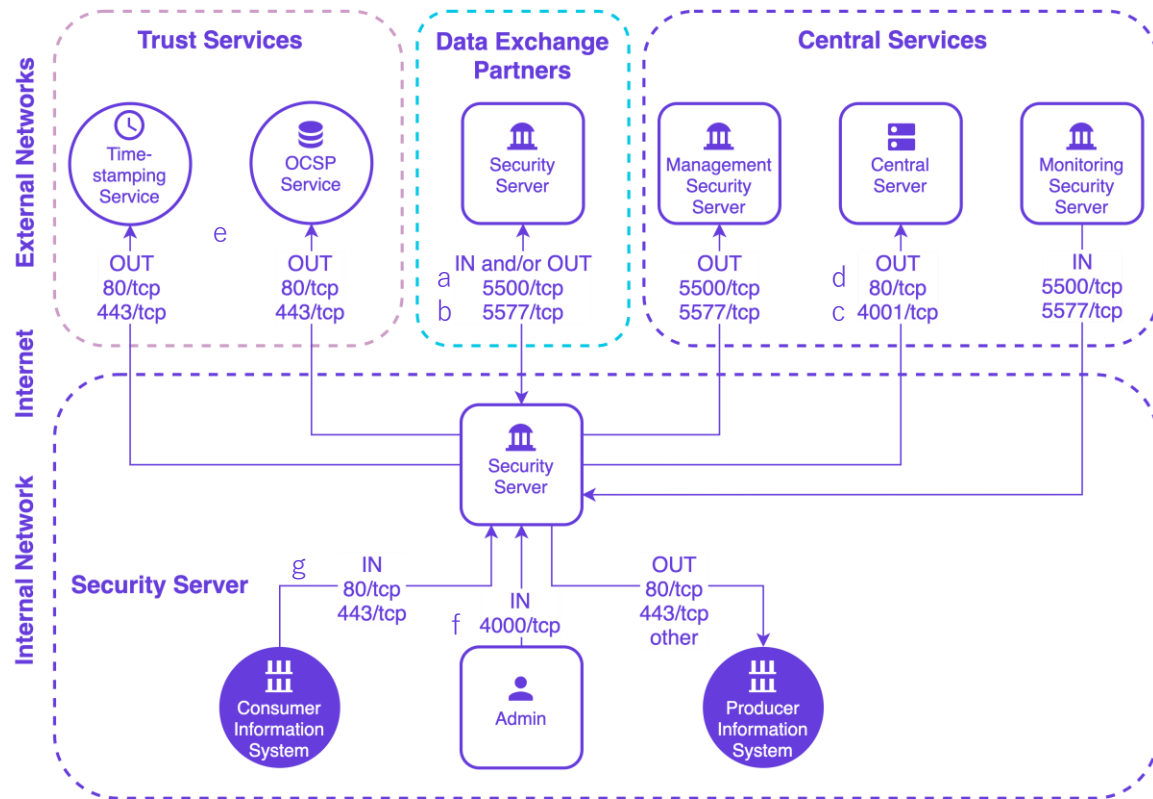 External Networks
Internet
Internal Network
Trust Services
Time-
stamping
Service
OCSP
Service
e
OUT
80/tcp
443/tcp
OUT
80/tcp
443/tcp
Data Exchange
Partners
Security
Server
a
IN and/or OUT
5500/tcp
b
5577/tcp
Central Services
Management
Security
Server
Central
Server
Monitoring
Security
Server
OUT
5500/tcp
5577/tcp
d
OUT
80/tcp
c
4001/tcp
IN
5500/tcp
5577/tcp
Security
Server
Security Server
g
IN
80/tcp
443/tcp
f
IN
4000/tcp
OUT
80/tcp
443/tcp
other
Consumer
Information
System
Admin
Producer
Information
System